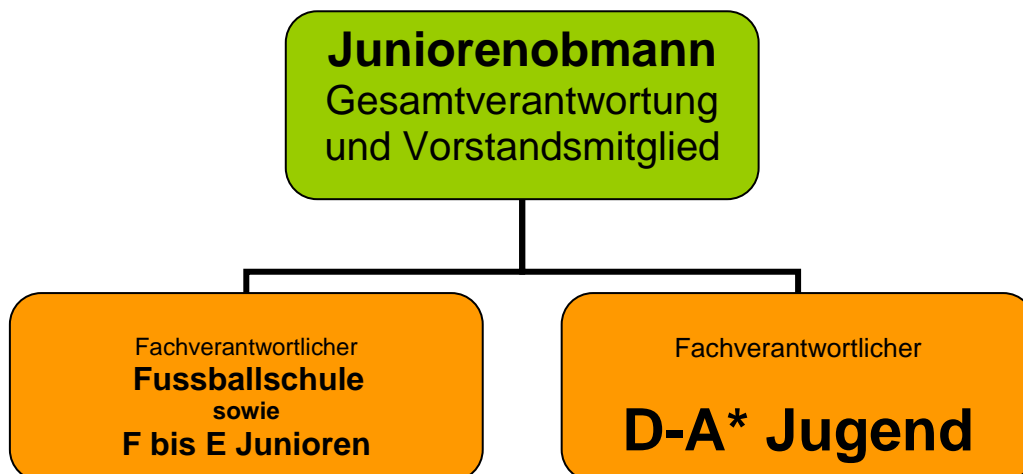 Juniorenobmann
Gesamtverantwortung
und Vorstandsmitglied
Fachverantwortlicher
Fussballschule
sowie
F bis E Junioren
Fachverantwortlicher
D-A* Jugend